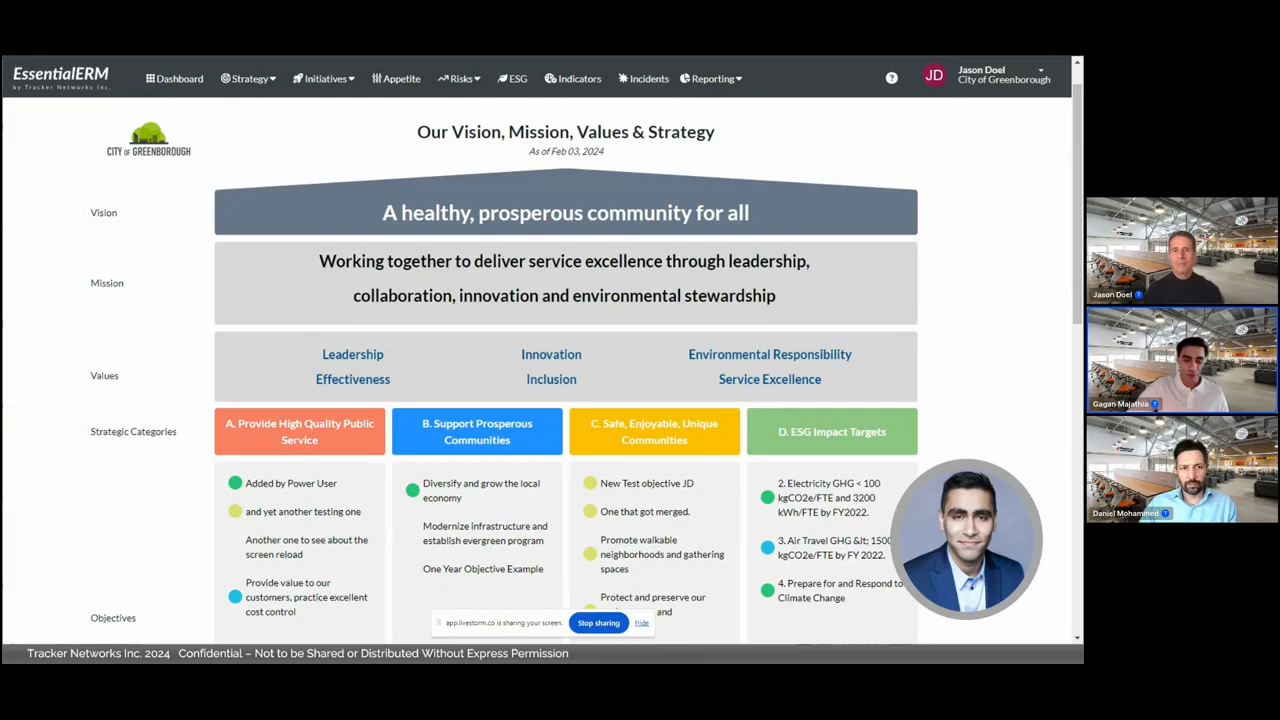 EssentialERM
by Tracker Networks Inc.
Dashboard
Strategy
Initiatives
Appetite
Risks
ESG
Indicators
Incidents
Reporting
?
JD
Jason Doel
City of Greenborough
CITY OF GREENBOROUGH
Our Vision, Mission, Values & Strategy
As of Feb 03, 2024
Vision
A healthy, prosperous community for all
Mission
Working together to deliver service excellence through leadership,
collaboration, innovation and environmental stewardship
Values
Leadership
Innovation
Environmental Responsibility
Effectiveness
Inclusion
Service Excellence
Strategic Categories
A. Provide High Quality Public
Service
B. Support Prosperous
Communities
C. Safe, Enjoyable, Unique
Communities
D. ESG Impact Targets
Objectives
Added by Power User
and yet another testing one
Another one to see about the
screen reload
Provide value to our
customers, practice excellent
cost control
Diversify and grow the local
economy
Modernize infrastructure and
establish evergreen program
One Year Objective Example
New Test objective JD
One that got merged.
Promote walkable
neighborhoods and gathering
spaces
Protect and preserve our
and
2. Electricity GHG < 100
kgCO2e/FTE and 3200
kWh/FTE by FY2022.
3. Air Travel GHG &lt; 1500
kgCO2e/FTE by FY 2022.
4. Prepare for and Respond to
Climate Change
app.livestorm.co is sharing your screen.
Stop sharing
Hide
Tracker Networks Inc. 2024 Confidential – Not to be Shared or Distributed Without Express Permission
Jason Doel
Gagan Majathia
Daniel Mohammed